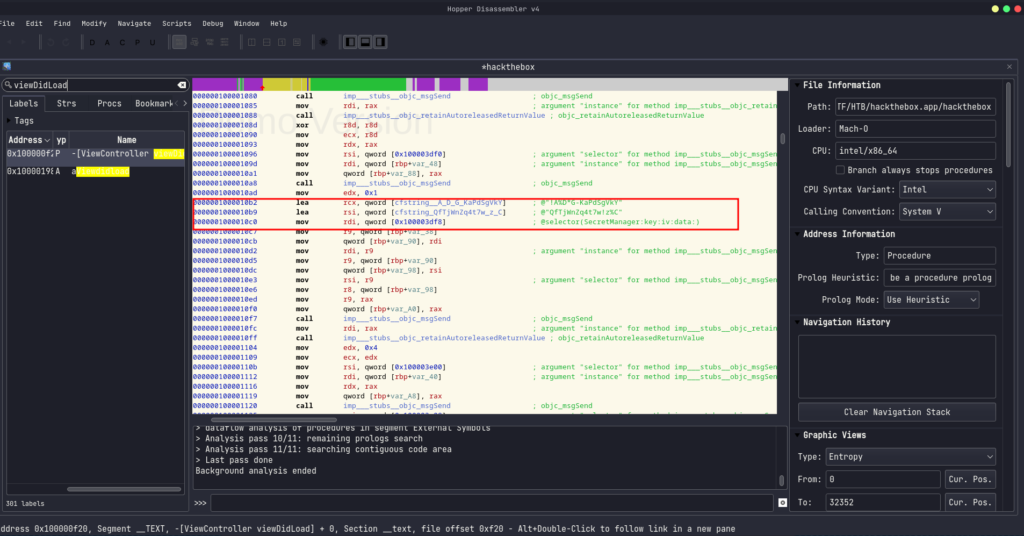 Hopper Disassembler v4
File Edit Find Modify Navigate Scripts Debug Window Help
D A C P U
*hackthebox
viewDidLoad
Labels Strs Procs Bookmark
Tags
Address yp Name
0x100000f2 P -[ViewController
301 labels
0000000100001080 call imp___stubs__objc_msgSend ; objc_msgSend
0000000100001085 mov rdi, rax ; argument "instance" for method imp___stubs__objc_retain
0000000100001088 call imp___stubs__objc_retainAutoreleasedReturnValue ; objc_retainAutoreleasedReturnValue
000000010000108d xor r8d, r8d
0000000100001090 mov ecx, r8d
0000000100001093 mov rdx, rax
0000000100001096 mov rsi, qword [0x100003df0] ; argument "selector" for method imp___stubs__objc_msgSen
000000010000109d mov rdi, qword [rbp+var_48] ; argument "instance" for method imp___stubs__objc_msgSen
00000001000010a1 mov qword [rbp+var_88], rax
00000001000010a8 call imp___stubs__objc_msgSend ; objc_msgSend
00000001000010ad mov edx, 0x1
00000001000010b2 lea rcx, qword [cfstring__A_D_G_KaPdSgVkY] ; @"!A%D*G-KaPdSgVkY"
00000001000010b9 lea rsi, qword [cfstring_QfTjWnZq4t7w_z_C] ; @"QfTjWnZq4t7w!z%C"
00000001000010c0 mov rdi, qword [0x100003df8] ; @selector(SecretManager:key:iv:data:)
00000001000010c7 mov r9, qword [rbp+var_38]
00000001000010cb mov qword [rbp+var_90], rdi
00000001000010d2 mov rdi, r9 ; argument "instance" for method imp___stubs__objc_msgSen
00000001000010d5 mov r9, qword [rbp+var_90]
00000001000010dc mov qword [rbp+var_98], rsi
00000001000010e3 mov rsi, r9 ; argument "selector" for method imp___stubs__objc_msgSen
00000001000010e6 mov r8, qword [rbp+var_98]
00000001000010ed mov r9, rax
00000001000010f0 mov qword [rbp+var_A0], rax
00000001000010f7 call imp___stubs__objc_msgSend ; objc_msgSend
00000001000010fc mov rdi, rax ; argument "instance" for method imp___stubs__objc_retain
00000001000010ff call imp___stubs__objc_retainAutoreleasedReturnValue ; objc_retainAutoreleasedReturnValue
0000000100001104 mov edx, 0x4
0000000100001109 mov ecx, edx
000000010000110b mov rsi, qword [0x100003e00] ; argument "selector" for method imp___stubs__objc_msgSen
0000000100001112 mov rdi, qword [rbp+var_40] ; argument "instance" for method imp___stubs__objc_msgSen
0000000100001116 mov rdx, rax
0000000100001119 mov qword [rbp+var_A8], rax
0000000100001120 call imp___stubs__objc_msgSend ; objc_msgSend
> dataflow analysis of procedures in segment External Symbols
> Analysis pass 10/11: remaining prologs search
> Analysis pass 11/11: searching contiguous code area
> Last pass done
Background analysis ended
>>>
File Information
Path: TF/HTB/hackthebox.app/hackthebox
Loader: Mach-O
CPU: intel/x86_64
Branch always stops procedures
CPU Syntax Variant: Intel
Calling Convention: System V
Address Information
Type: Procedure
Prolog Heuristic: be a procedure prolog
Prolog Mode: Use Heuristic
Navigation History
Clear Navigation Stack
Graphic Views
Type: Entropy
From: 0 Cur. Pos.
To: 32352 Cur. Pos.
ddress 0x100000f20, Segment __TEXT, -[ViewController viewDidLoad] + 0, Section __text, file offset 0xf20 - Alt+Double-Click to follow link in a new pane